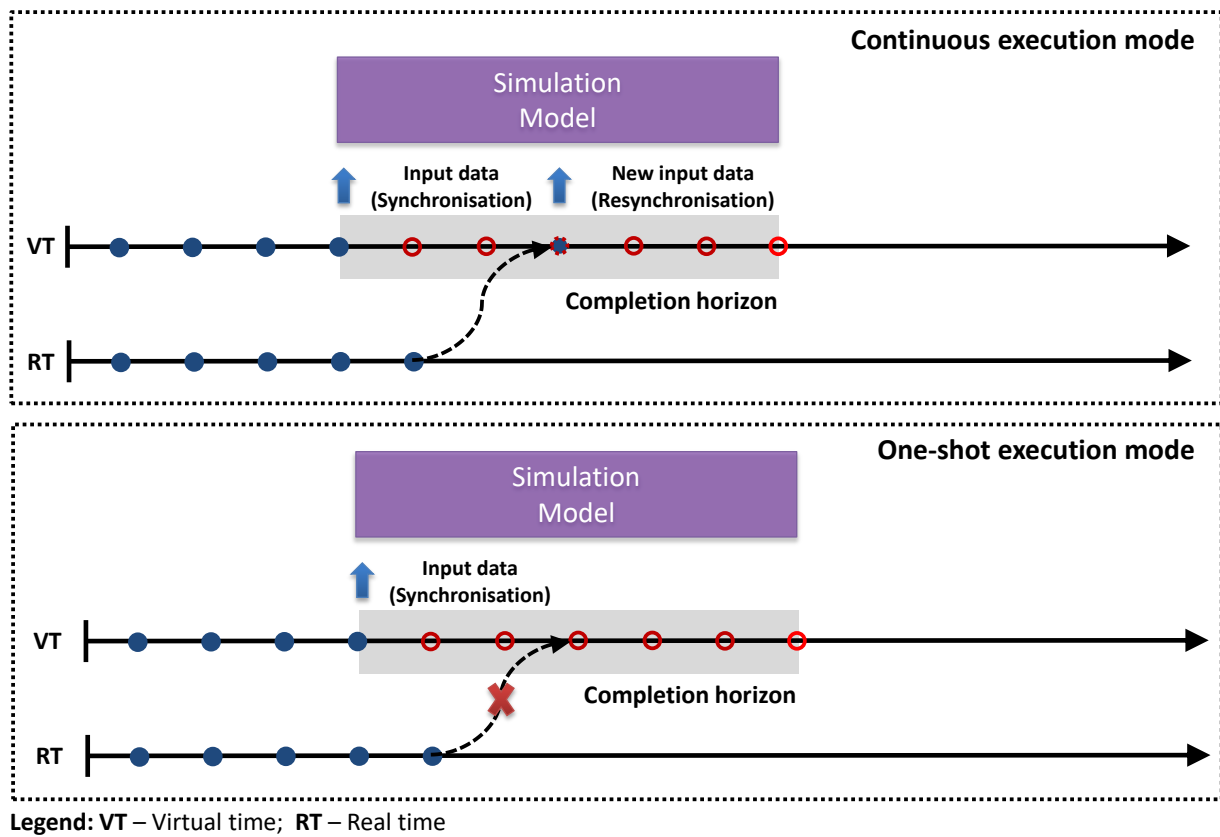 Continuous execution mode
Simulation
Model
Input data
(Synchronisation)
New input data
(Resynchronisation)
VT
Completion horizon
RT
One-shot execution mode
Simulation
Model
Input data
(Synchronisation)
VT
Completion horizon
RT
Legend: VT – Virtual time; RT – Real time